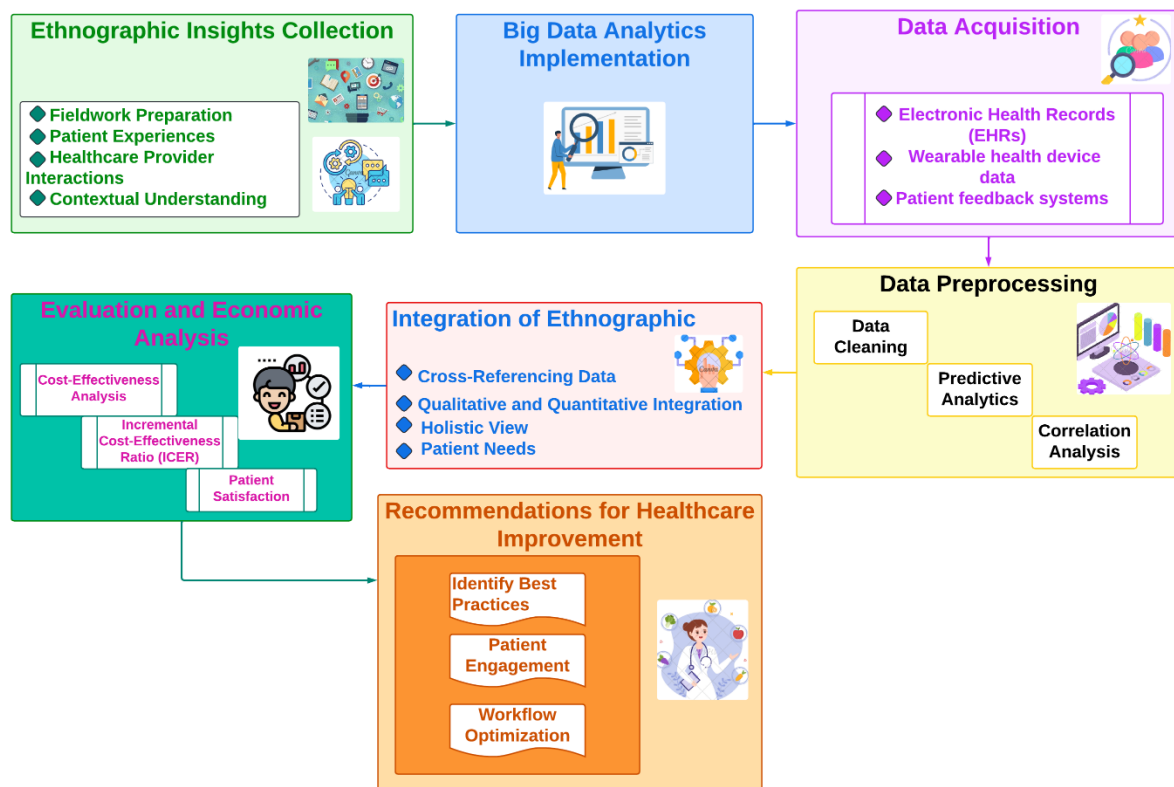 Ethnographic Insights Collection
Fieldwork Preparation
Patient Experiences
Healthcare Provider
Interactions
Contextual Understanding
Big Data Analytics
Implementation
Data Acquisition
Electronic Health Records
(EHRs)
Wearable health device
data
Patient feedback systems
Evaluation and Economic
Analysis
Cost-Effectiveness
Analysis
Incremental
Cost-Effectiveness
Ratio (ICER)
Patient
Satisfaction
Integration of Ethnographic
Cross-Referencing Data
Qualitative and Quantitative Integration
Holistic View
Patient Needs
Data Preprocessing
Data
Cleaning
Predictive
Analytics
Correlation
Analysis
Recommendations for Healthcare
Improvement
Identify Best
Practices
Patient
Engagement
Workflow
Optimization